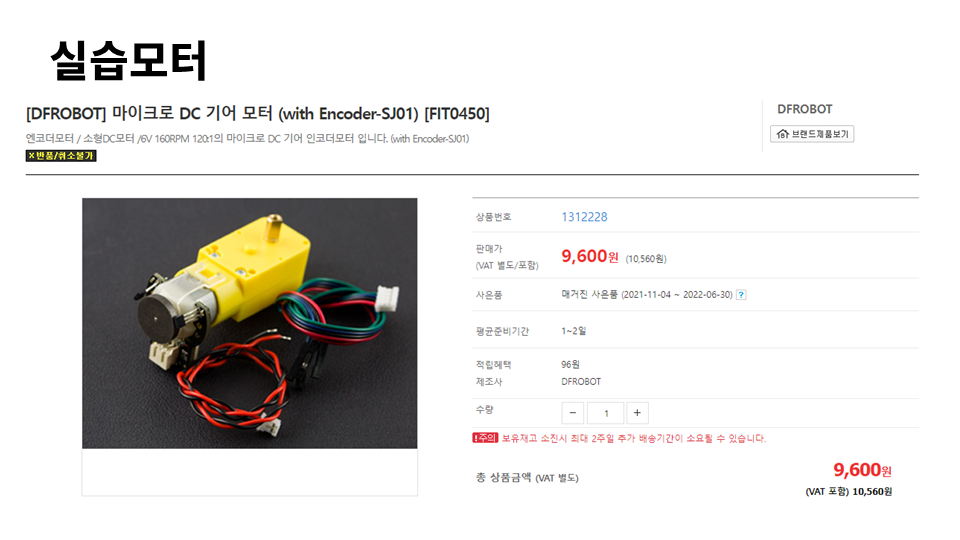 실습모터
[DFROBOT] 마이크로 DC 기어 모터 (with Encoder-SJ01) [FIT0450]
엔코더모터 / 소형DC모터 /6V 160RPM 120:1의 마이크로 DC 기어 인코더모터 입니다. (with Encoder-SJ01)
X 반품/취소불가
DFROBOT
브랜드제품보기
상품번호 1312228
판매가
(VAT 별도/포함) 9,600원 (10,560원)
사은품 매거진 사은품 (2021-11-04 ~ 2022-06-30) ?
평균준비기간 1~2일
적립혜택 96원
제조사 DFROBOT
수량 − 1 +
!주의 보유재고 소진시 최대 2주일 추가 배송기간이 소요될 수 있습니다.
총 상품금액 (VAT 별도) 9,600원
(VAT 포함) 10,560원